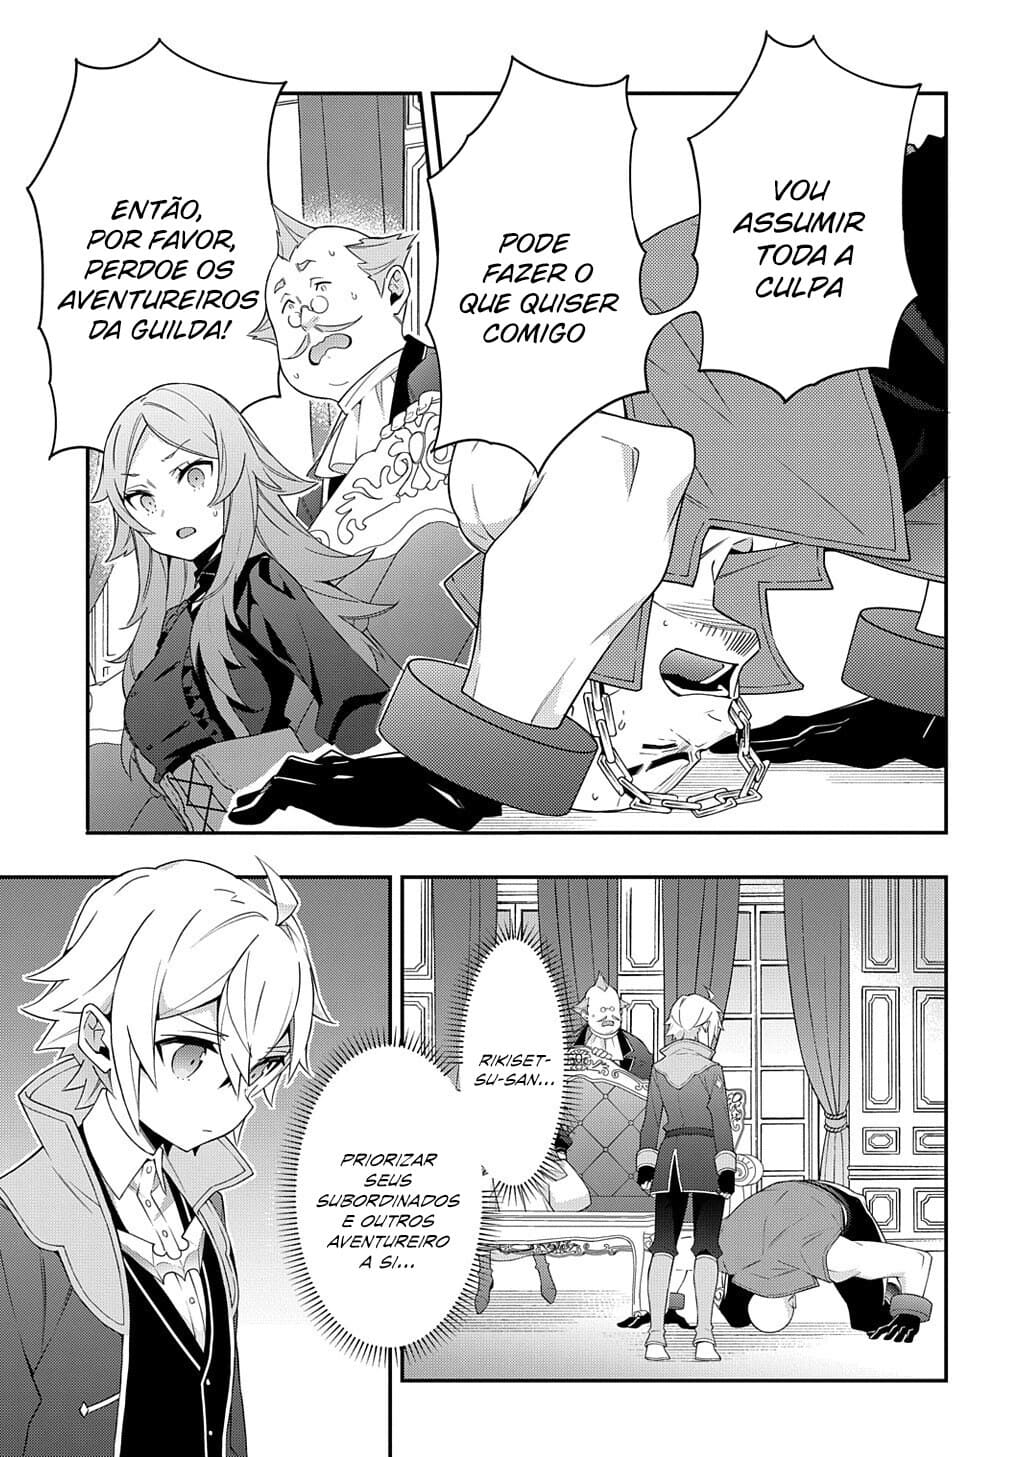 VOU
ASSUMIR
TODA A
CULPA
PODE
FAZER O
QUE QUISER
COMIGO
ENTÃO,
POR FAVOR,
PERDOE OS
AVENTUREIROS
DA GUILDA!
RIKISET-
SU-SAN...
PRIORIZAR
SEUS
SUBORDINADOS
E OUTROS
AVENTUREIRO
A SI...